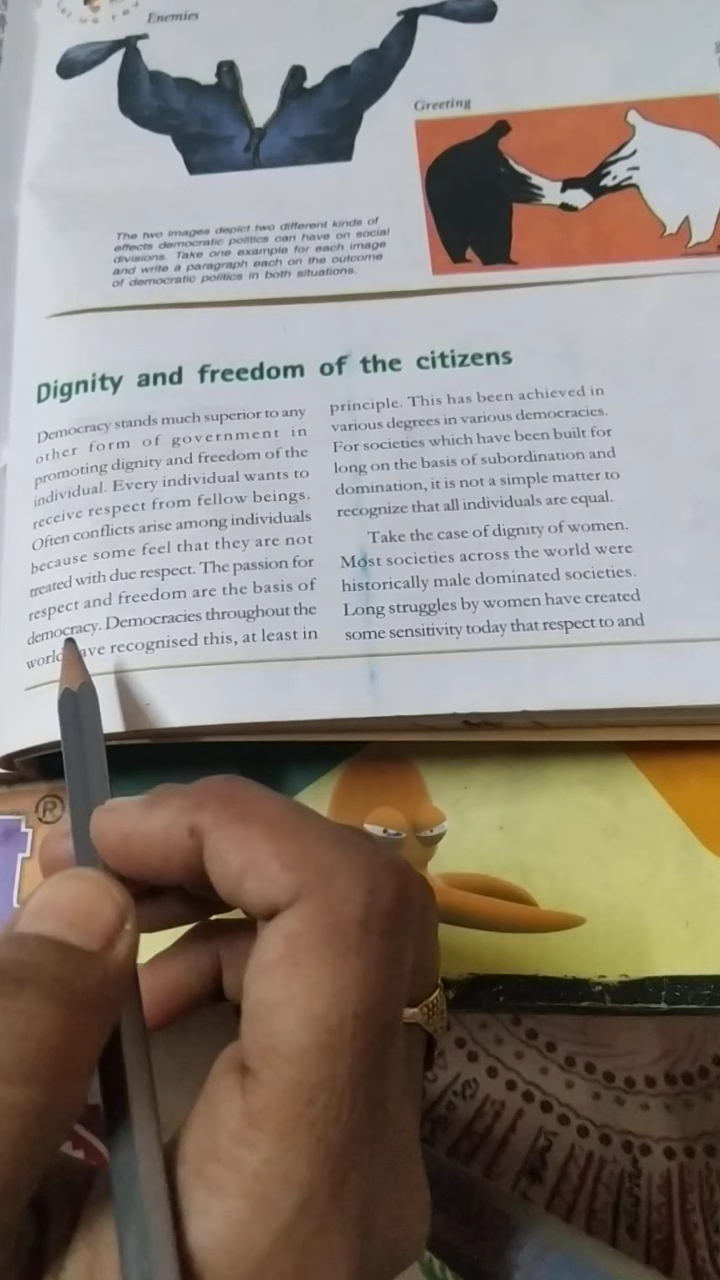 Enemies
Greeting
The two images depict two different kinds of
effects democratic politics can have on social
divisions. Take one example for each image
and write a paragraph each on the outcome
of democratic politics in both situations.
Dignity and freedom of the citizens
Democracy stands much superior to any
other form of government in
promoting dignity and freedom of the
individual. Every individual wants to
receive respect from fellow beings.
Often conflicts arise among individuals
because some feel that they are not
treated with due respect. The passion for
respect and freedom are the basis of
democracy. Democracies throughout the
world have recognised this, at least in
principle. This has been achieved in
various degrees in various democracies.
For societies which have been built for
long on the basis of subordination and
domination, it is not a simple matter to
recognize that all individuals are equal.
Take the case of dignity of women.
Most societies across the world were
historically male dominated societies.
Long struggles by women have created
some sensitivity today that respect to and
®